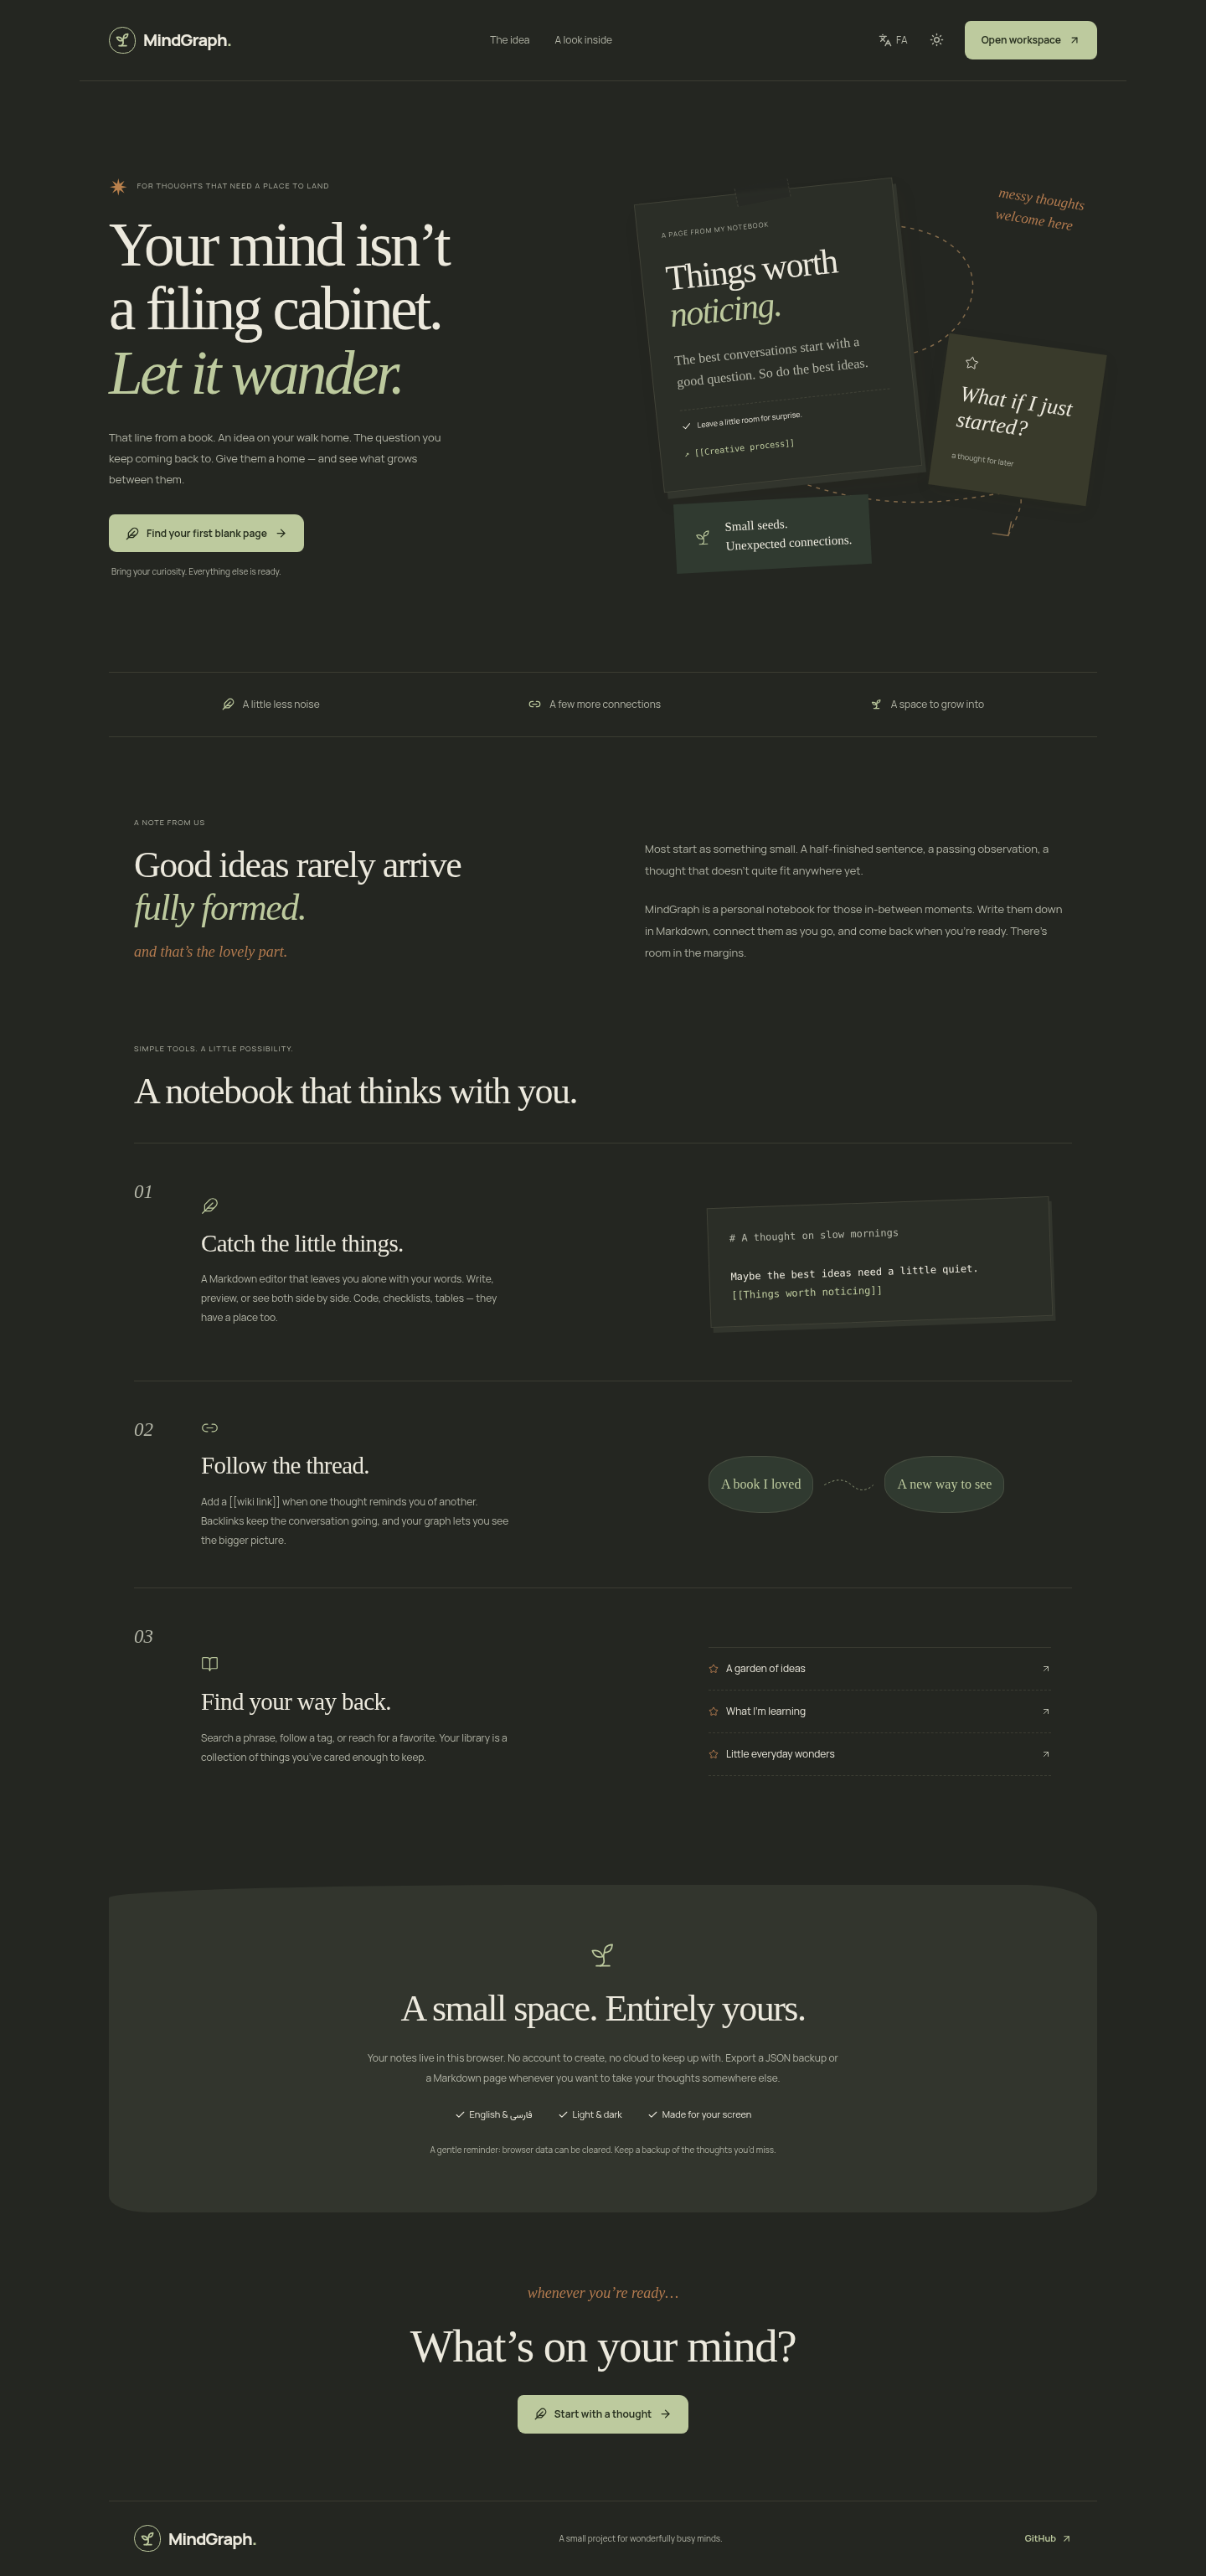 MindGraph.
The idea
A look inside
FA
Open workspace
FOR THOUGHTS THAT NEED A PLACE TO LAND
Your mind isn’t
a filing cabinet.
Let it wander.
That line from a book. An idea on your walk home. The question you
keep coming back to. Give them a home — and see what grows
between them.
Find your first blank page
Bring your curiosity. Everything else is ready.
messy thoughts
welcome here
A PAGE FROM MY NOTEBOOK
Things worth
noticing.
The best conversations start with a
good question. So do the best ideas.
Leave a little room for surprise.
↗ [[Creative process]]
What if I just
started?
a thought for later
Small seeds.
Unexpected connections.
A little less noise
A few more connections
A space to grow into
A NOTE FROM US
Good ideas rarely arrive
fully formed.
and that’s the lovely part.
Most start as something small. A half-finished sentence, a passing observation, a
thought that doesn’t quite fit anywhere yet.
MindGraph is a personal notebook for those in-between moments. Write them down
in Markdown, connect them as you go, and come back when you’re ready. There’s
room in the margins.
SIMPLE TOOLS. A LITTLE POSSIBILITY.
A notebook that thinks with you.
01
Catch the little things.
A Markdown editor that leaves you alone with your words. Write,
preview, or see both side by side. Code, checklists, tables — they
have a place too.
# A thought on slow mornings
Maybe the best ideas need a little quiet.
[[Things worth noticing]]
02
Follow the thread.
Add a [[wiki link]] when one thought reminds you of another.
Backlinks keep the conversation going, and your graph lets you see
the bigger picture.
A book I loved
A new way to see
03
Find your way back.
Search a phrase, follow a tag, or reach for a favorite. Your library is a
collection of things you’ve cared enough to keep.
A garden of ideas
What I’m learning
Little everyday wonders
A small space. Entirely yours.
Your notes live in this browser. No account to create, no cloud to keep up with. Export a JSON backup or
a Markdown page whenever you want to take your thoughts somewhere else.
English & فارسی
Light & dark
Made for your screen
A gentle reminder: browser data can be cleared. Keep a backup of the thoughts you’d miss.
whenever you’re ready…
What’s on your mind?
Start with a thought
MindGraph.
A small project for wonderfully busy minds.
GitHub